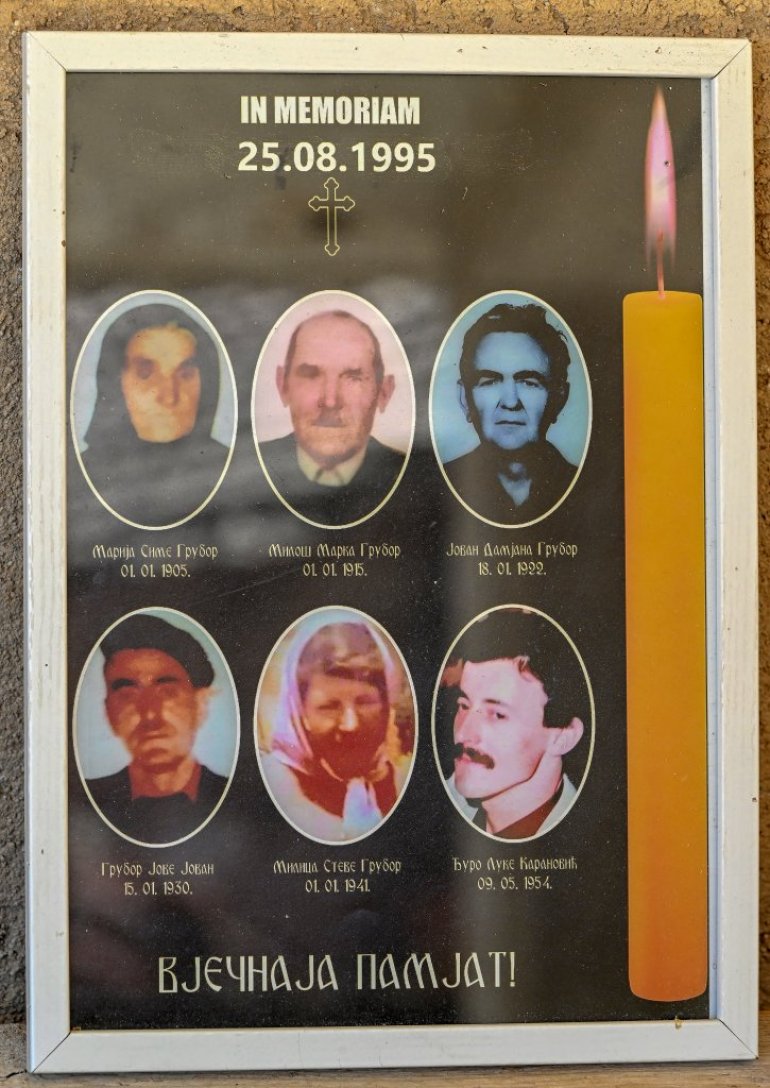 IN MEMORIAM
25.08.1995
Марија Симе Грубор
01. 01. 1905.
Милош Марка Грубор
01. 01. 1915.
Јован Дамјана Грубор
18. 01. 1922.
Грубор Јове Јован
15. 01. 1930.
Милица Стеве Грубор
01. 01. 1941.
Ђуро Луке Карановић
09. 05. 1954.
ВЈЕЧНАЈА ПАМЈАТ!